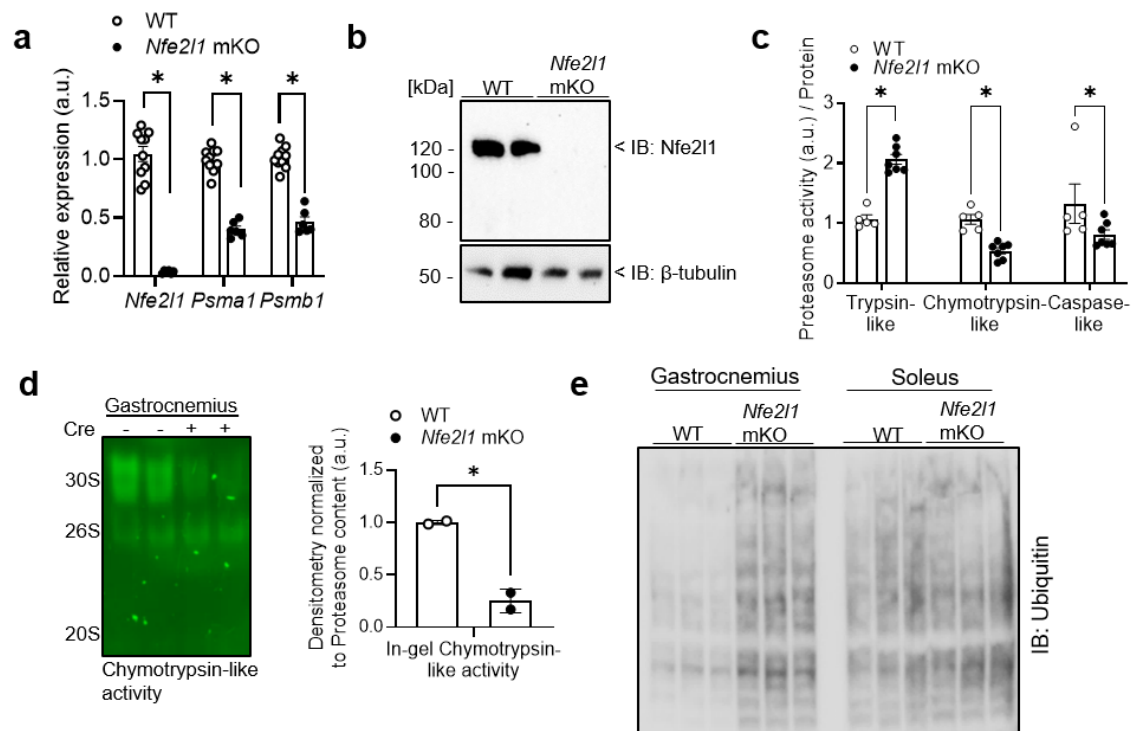 a
WT
Nfe2l1 mKO
Relative expression (a.u.)
1.5
1.0
0.5
0.0
* * *
Nfe2l1 Psma1 Psmb1
b
[kDa]
WT
Nfe2l1
mKO
120 -
100 -
80 -
50 -
< IB: Nfe2l1
< IB: β-tubulin
c
WT
Nfe2l1 mKO
Proteasome activity (a.u.) / Protein
4
3
2
1
0
* * *
Trypsin-
like
Chymotrypsin-
like
Caspase-
like
d
Gastrocnemius
Cre - - + +
30S
26S
20S
Chymotrypsin-like
activity
WT
Nfe2l1 mKO
Densitometry normalized
to Proteasome content (a.u.)
1.5
1.0
0.5
0.0
*
In-gel Chymotrypsin-
like activity
e
Gastrocnemius
Soleus
WT
Nfe2l1
mKO
WT
Nfe2l1
mKO
IB: Ubiquitin